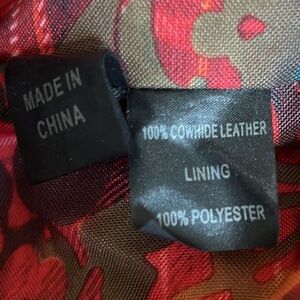 MADE IN
CHINA
100% COWHIDE LEATHER
LINING
100% POLYESTER